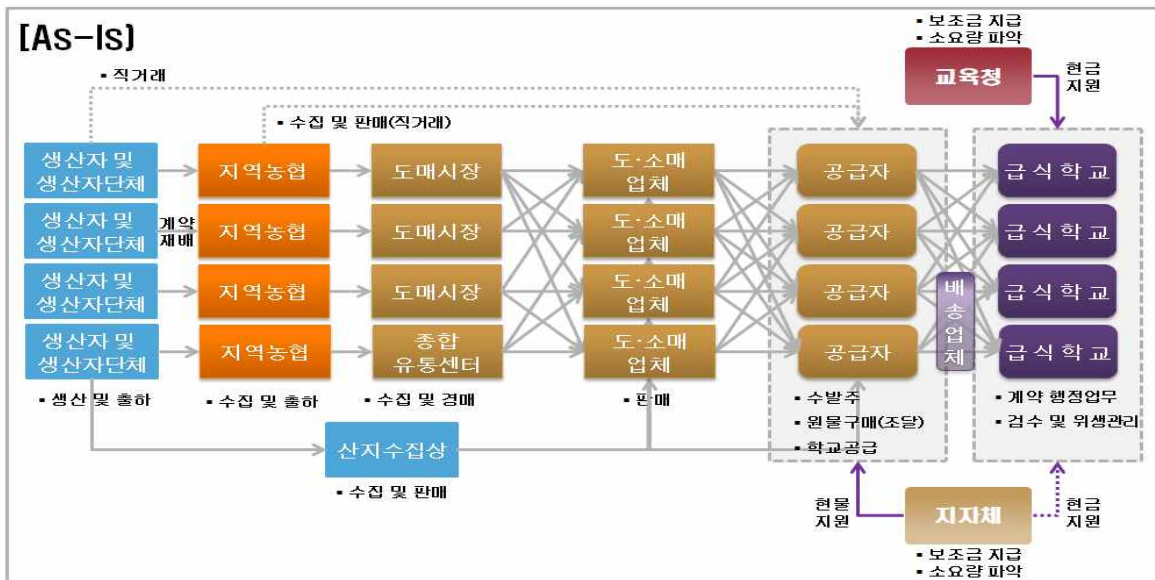 [As-Is)
▪ 보조금 지급
▪ 소요량 파악
교육청
현금
지원
▪ 직거래
▪ 수집 및 판매(직거래)
생산자 및
생산자단체
지역농협
도매시장
도·소매
업체
공급자
급식학교
생산자 및
생산자단체
계약
재배
지역농협
도매시장
도·소매
업체
공급자
급식학교
생산자 및
생산자단체
지역농협
도매시장
도·소매
업체
공급자
배송업체
급식학교
생산자 및
생산자단체
지역농협
종합
유통센터
도·소매
업체
공급자
급식학교
▪ 생산 및 출하
▪ 수집 및 출하
▪ 수집 및 경매
▪ 판매
▪ 수발주
▪ 원물구매(조달)
▪ 학교공급
▪ 계약 행정업무
▪ 검수 및 위생관리
산지수집상
▪ 수집 및 판매
현물
지원
지자체
현금
지원
▪ 보조금 지급
▪ 소요량 파악